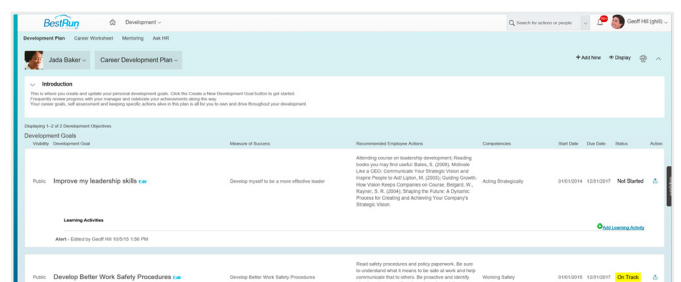 BestRun
Development
Search for actions or people
Geoff Hill (ghill)
Development Plan Career Worksheet Mentoring Ask HR
Jada Baker
Career Development Plan
Add New Display
Introduction
This is where you create and update your personal development goals. Click the Create a New Development Goal button to get started.
Frequently review progress with your manager and celebrate your achievements along the way.
Your career goals, self assessment and keeping specific actions alive in this plan is all for you to own and drive throughout your development.
Displaying 1-2 of 2 Development Objectives
Development Goals
Visibility Development Goal Measure of Success Recommended Employee Actions Competencies Start Date Due Date Status Action
Attending course on leadership development; Reading
books you may find useful: Bates, S. (2009). Motivate
Like a CEO: Communicate Your Strategic Vision and
Inspire People to Act! Lipton, M. (2003); Guiding Growth:
How Vision Keeps Companies on Course; Belgard, W.,
Rayner, S. R. (2004); Shaping the Future: A Dynamic
Process for Creating and Achieving Your Company's
Strategic Vision.
Public Improve my leadership skills Edit Develop myself to be a more effective leader Acting Strategically 01/01/2014 12/31/2017 Not Started
Learning Activities
Add Learning Activity
Alert - Edited by Geoff Hill 10/5/15 1:56 PM
Read safety procedures and policy paperwork. Be sure
to understand what it means to be safe at work and help
communicate that to others. Be proactive and identify
Public Develop Better Work Safety Procedures Edit Develop Better Work Safety Procedures Working Safely 01/01/2015 12/31/2017 On Track